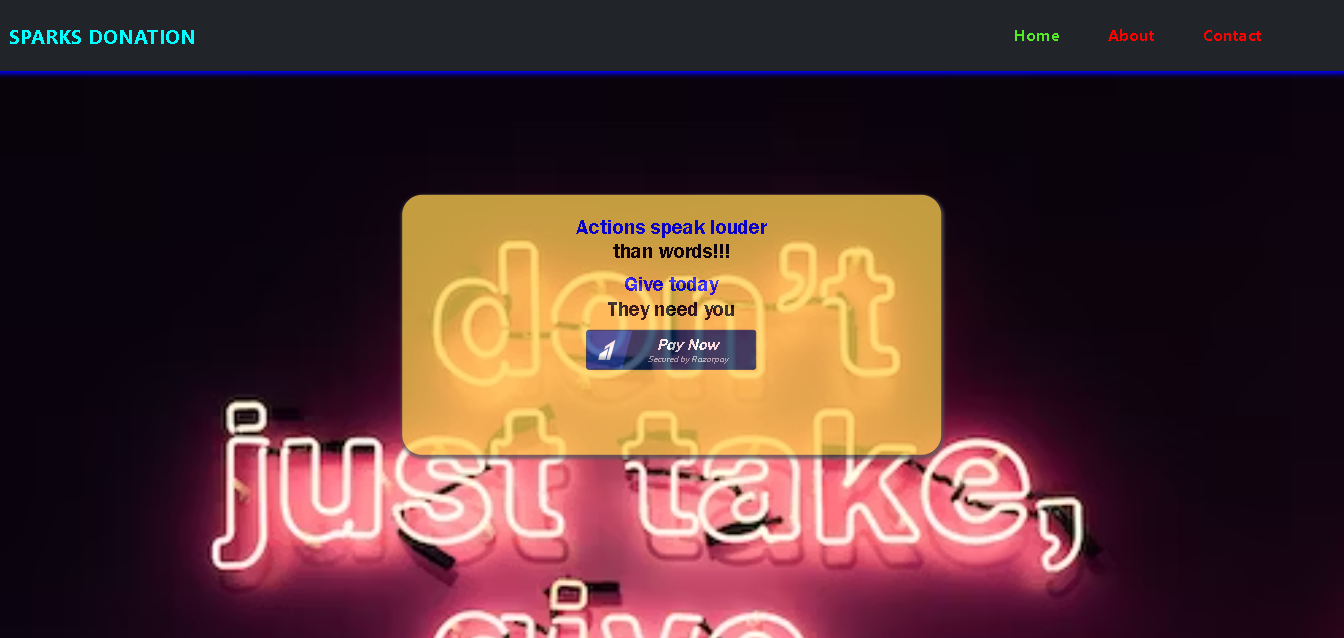 SPARKS DONATION
Home About Contact
Actions speak louder
than words!!!
Give today
They need you
Pay Now
Secured by Razorpay
don't
just take,
give